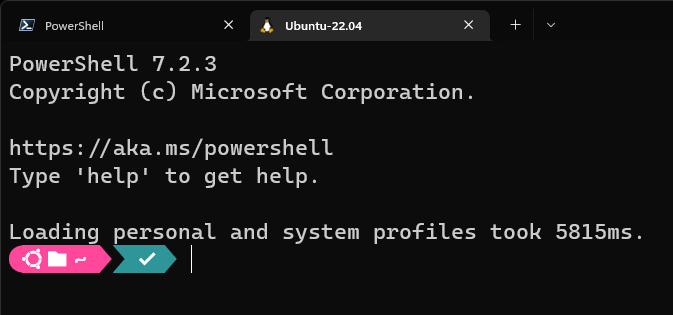 PowerShell
Ubuntu-22.04
PowerShell 7.2.3
Copyright (c) Microsoft Corporation.
https://aka.ms/powershell
Type 'help' to get help.
Loading personal and system profiles took 5815ms.
~